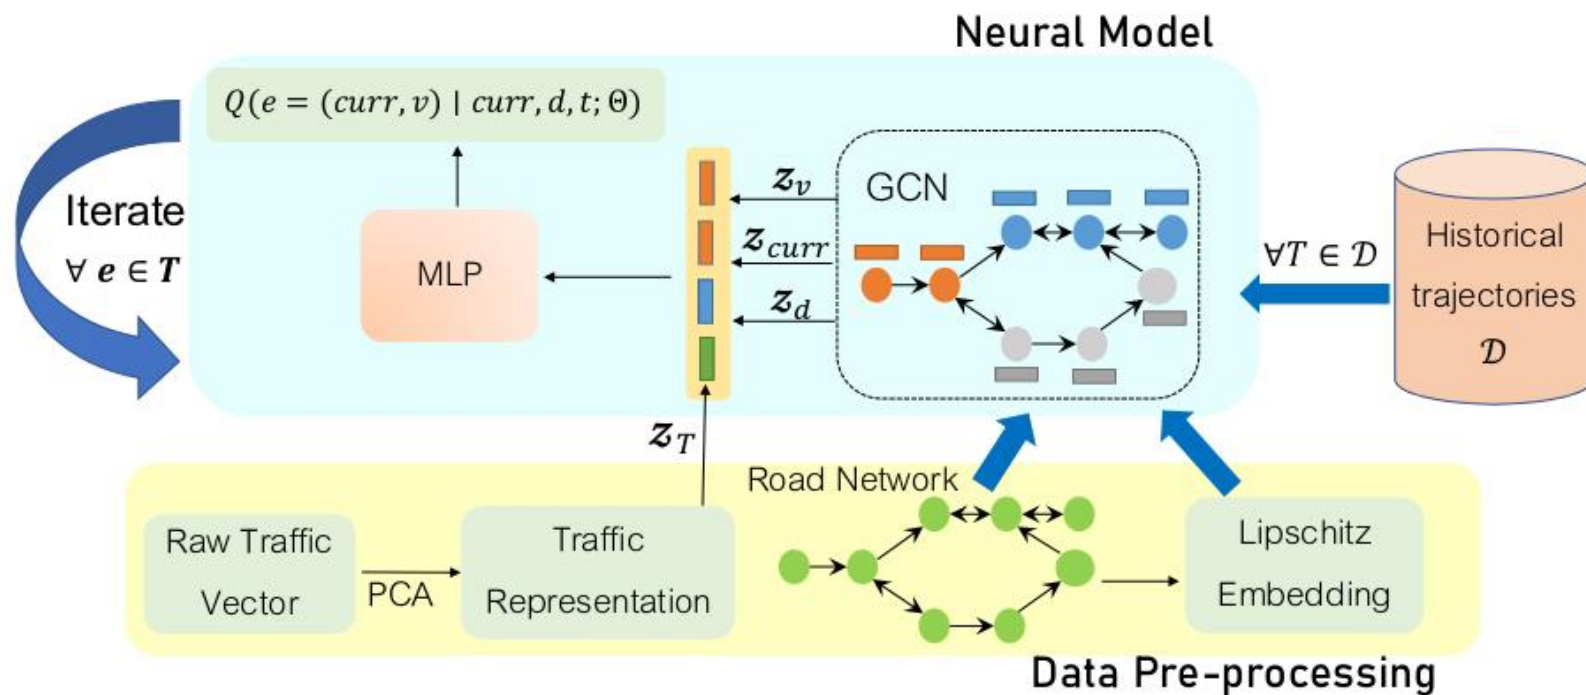 Neural Model
Q(e = (curr, v) | curr, d, t; Θ)
Iterate
∀ e ∈ T
MLP
z_v
z_curr
z_d
GCN
∀T ∈ 𝒟
Historical
trajectories
𝒟
z_T
Road Network
Raw Traffic
Vector
PCA
Traffic
Representation
Lipschitz
Embedding
Data Pre-processing